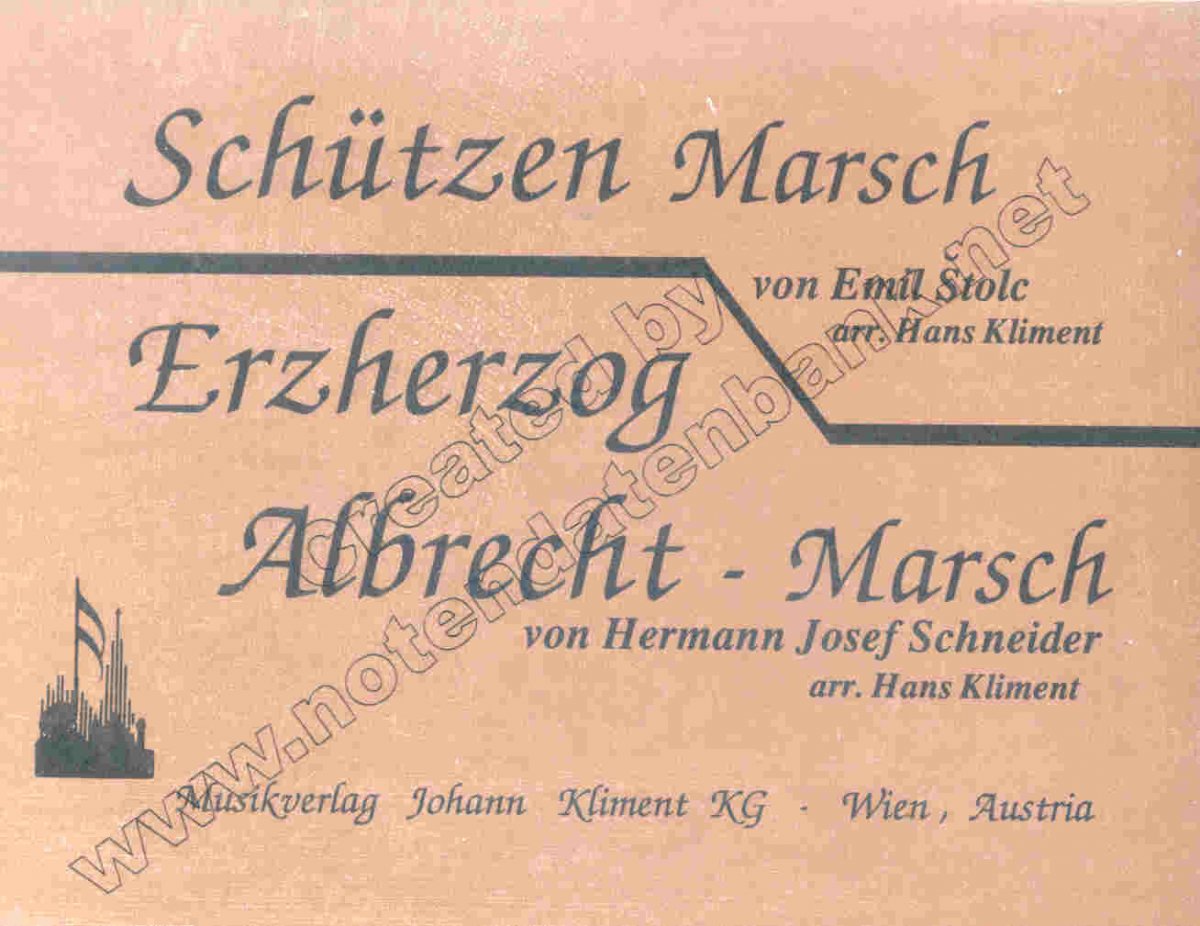 Schützen Marsch
von Emil Stolc
arr. Hans Kliment
Erzherzog
Albrecht - Marsch
von Hermann Josef Schneider
arr. Hans Kliment
Musikverlag Johann Kliment KG - Wien, Austria
created by
www.notendatenbank.net